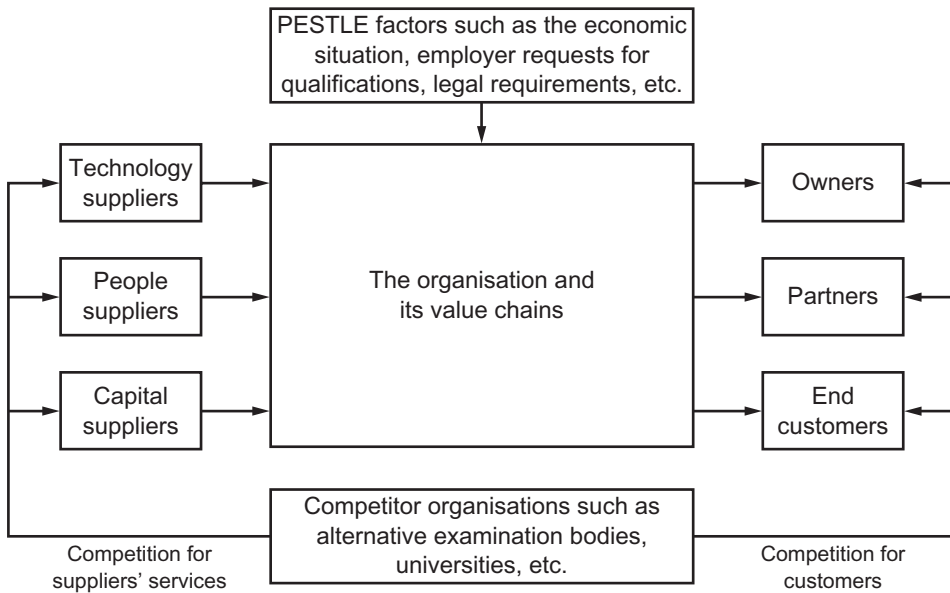 PESTLE factors such as the economic
situation, employer requests for
qualifications, legal requirements, etc.
Technology
suppliers
People
suppliers
Capital
suppliers
The organisation and
its value chains
Owners
Partners
End
customers
Competitor organisations such as
alternative examination bodies,
universities, etc.
Competition for
suppliers’ services
Competition for
customers